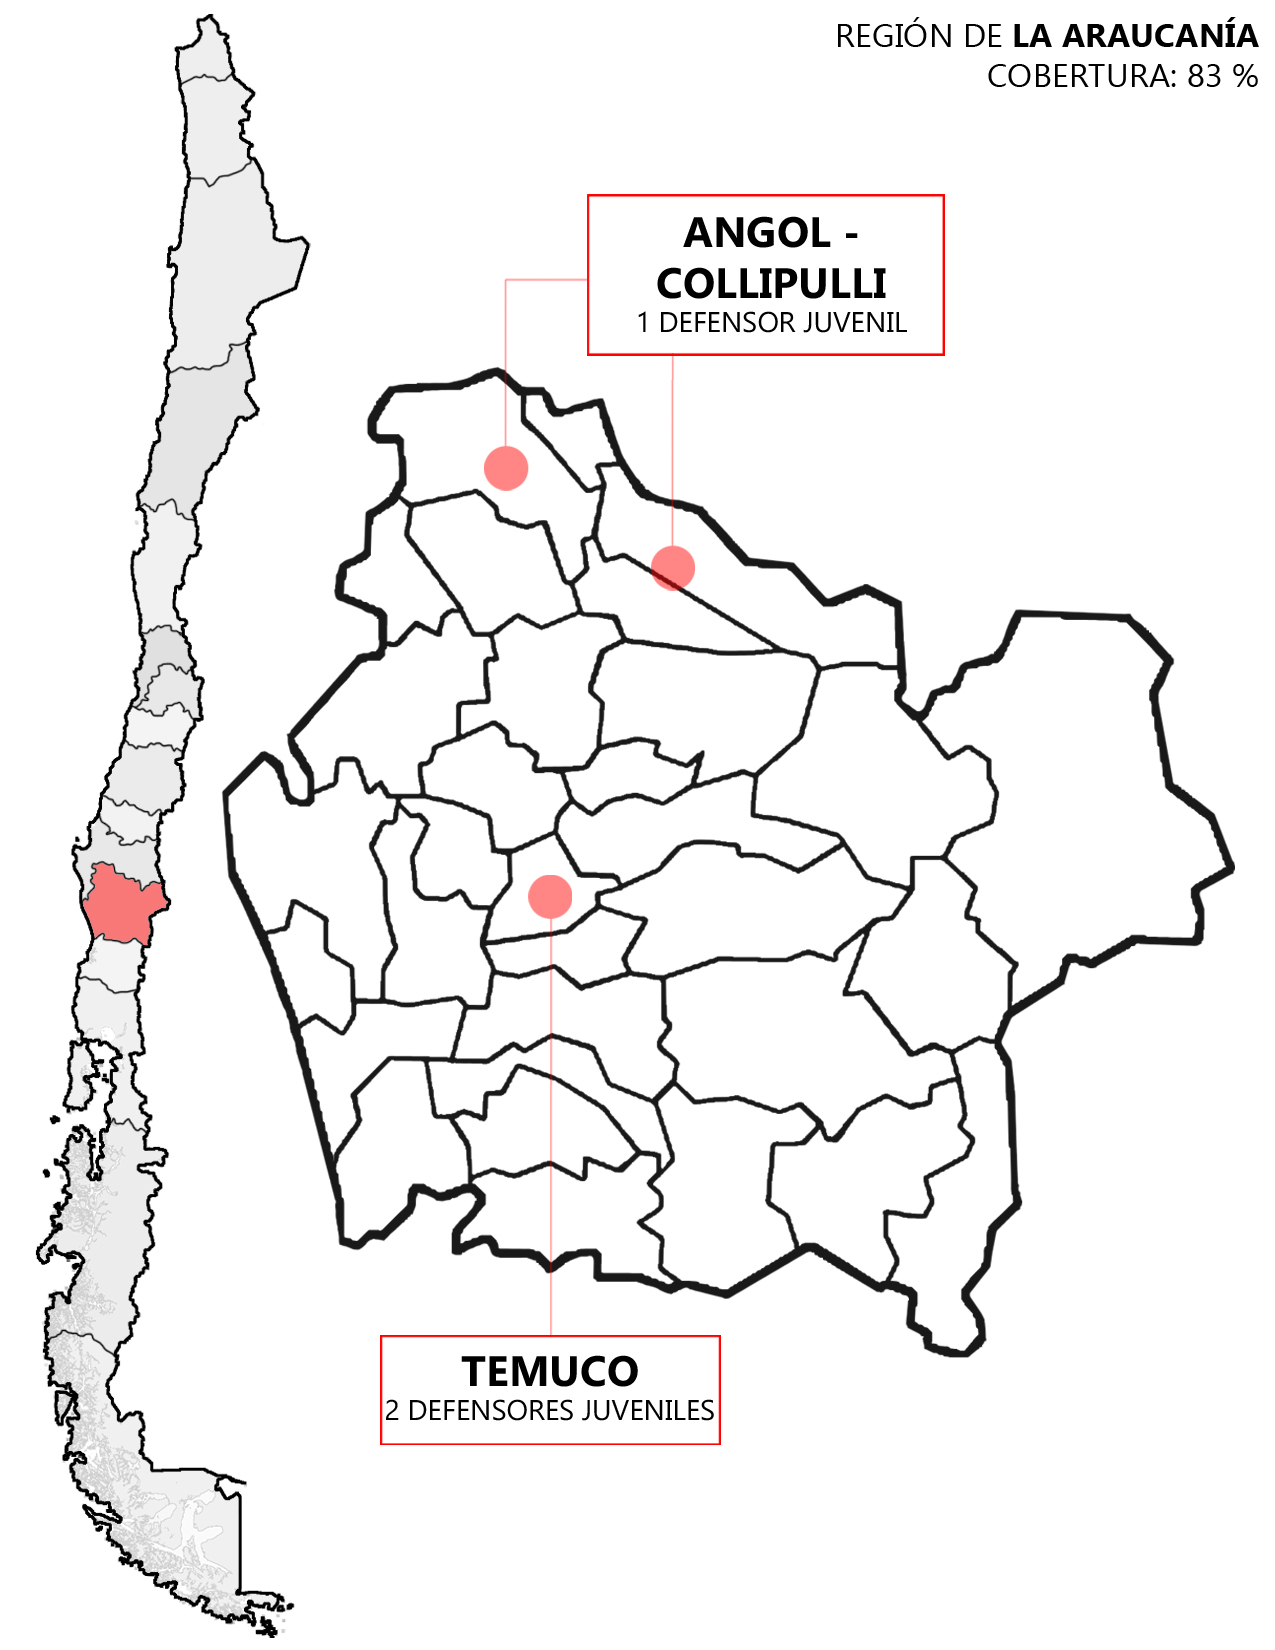 REGIÓN DE LA ARAUCANÍA
COBERTURA: 83 %
ANGOL -
COLLIPULLI
1 DEFENSOR JUVENIL
TEMUCO
2 DEFENSORES JUVENILES